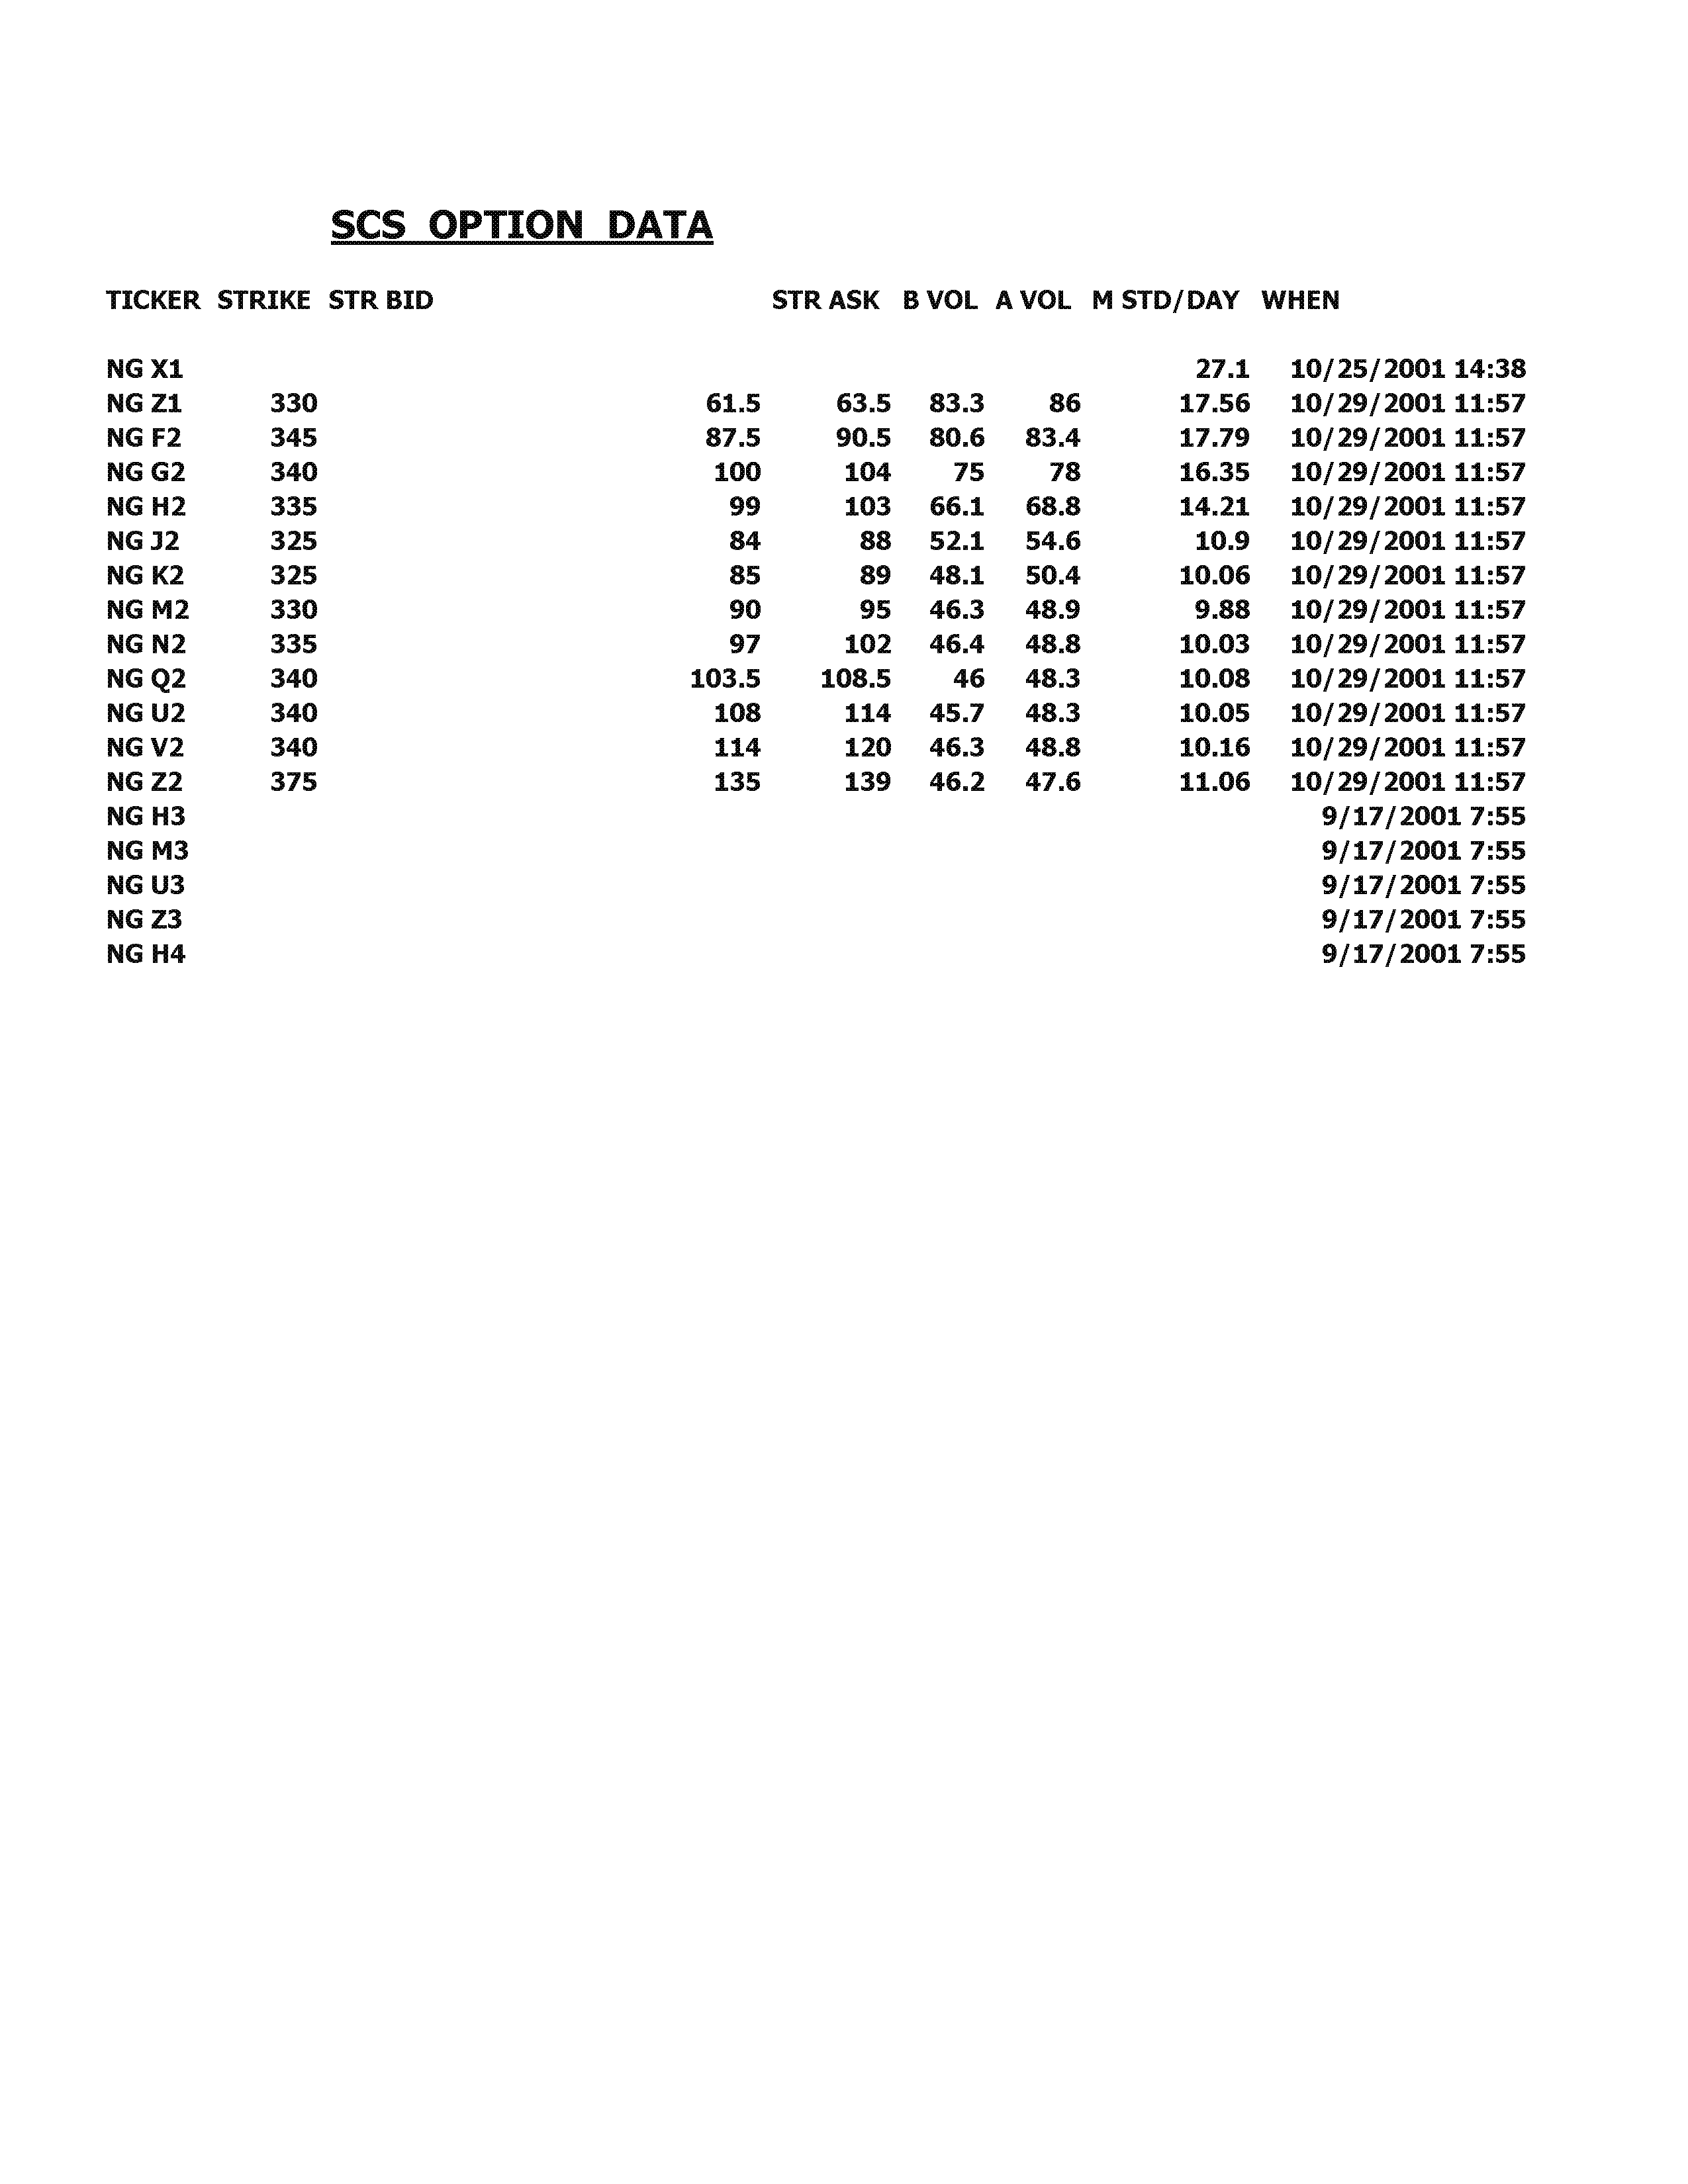 SCS OPTION DATA
TICKER STRIKE STR BID STR ASK B VOL A VOL M STD/DAY WHEN
NG X1 27.1 10/25/2001 14:38
NG Z1 330 61.5 63.5 83.3 86 17.56 10/29/2001 11:57
NG F2 345 87.5 90.5 80.6 83.4 17.79 10/29/2001 11:57
NG G2 340 100 104 75 78 16.35 10/29/2001 11:57
NG H2 335 99 103 66.1 68.8 14.21 10/29/2001 11:57
NG J2 325 84 88 52.1 54.6 10.9 10/29/2001 11:57
NG K2 325 85 89 48.1 50.4 10.06 10/29/2001 11:57
NG M2 330 90 95 46.3 48.9 9.88 10/29/2001 11:57
NG N2 335 97 102 46.4 48.8 10.03 10/29/2001 11:57
NG Q2 340 103.5 108.5 46 48.3 10.08 10/29/2001 11:57
NG U2 340 108 114 45.7 48.3 10.05 10/29/2001 11:57
NG V2 340 114 120 46.3 48.8 10.16 10/29/2001 11:57
NG Z2 375 135 139 46.2 47.6 11.06 10/29/2001 11:57
NG H3 9/17/2001 7:55
NG M3 9/17/2001 7:55
NG U3 9/17/2001 7:55
NG Z3 9/17/2001 7:55
NG H4 9/17/2001 7:55